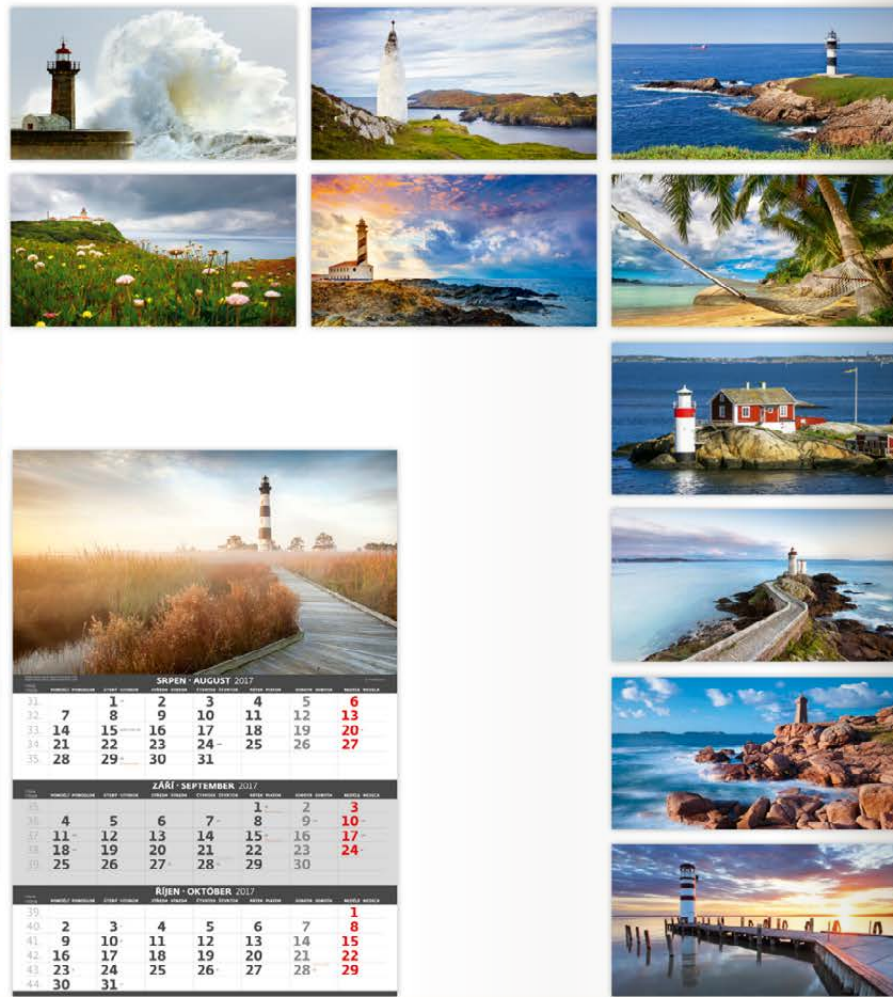 SRPEN · AUGUST 2017
31. 1 2 3 4 5 6
32. 7 8 9 10 11 12 13
33. 14 15 16 17 18 19 20
34. 21 22 23 24 25 26 27
35. 28 29 30 31
ZÁŘÍ · SEPTEMBER 2017
35. 1 2 3
36. 4 5 6 7 8 9 10
37. 11 12 13 14 15 16 17
38. 18 19 20 21 22 23 24
39. 25 26 27 28 29 30
ŘÍJEN · OKTÓBER 2017
39. 1
40. 2 3 4 5 6 7 8
41. 9 10 11 12 13 14 15
42. 16 17 18 19 20 21 22
43. 23 24 25 26 27 28 29
44. 30 31